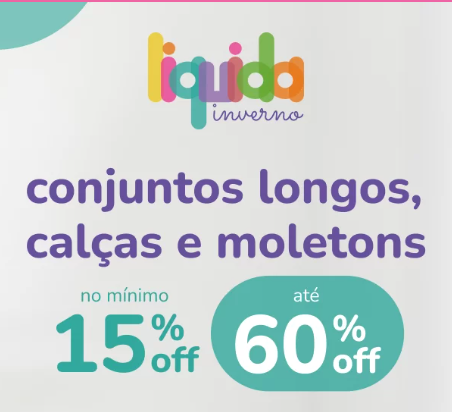 liquida
inverno
conjuntos longos,
calças e moletons
no mínimo
15% off
até
60% off